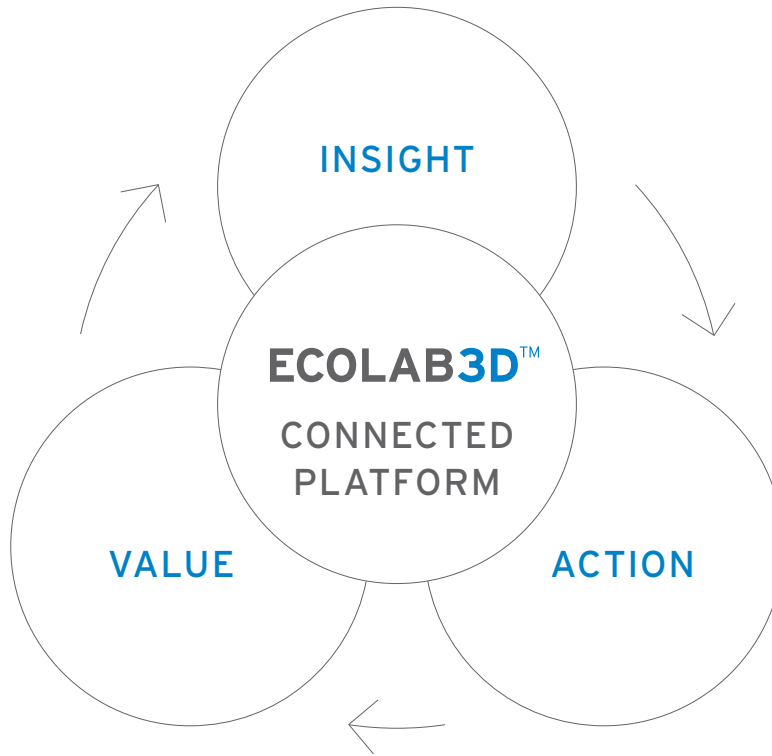 INSIGHT
ECOLAB3D™
CONNECTED
PLATFORM
VALUE
ACTION